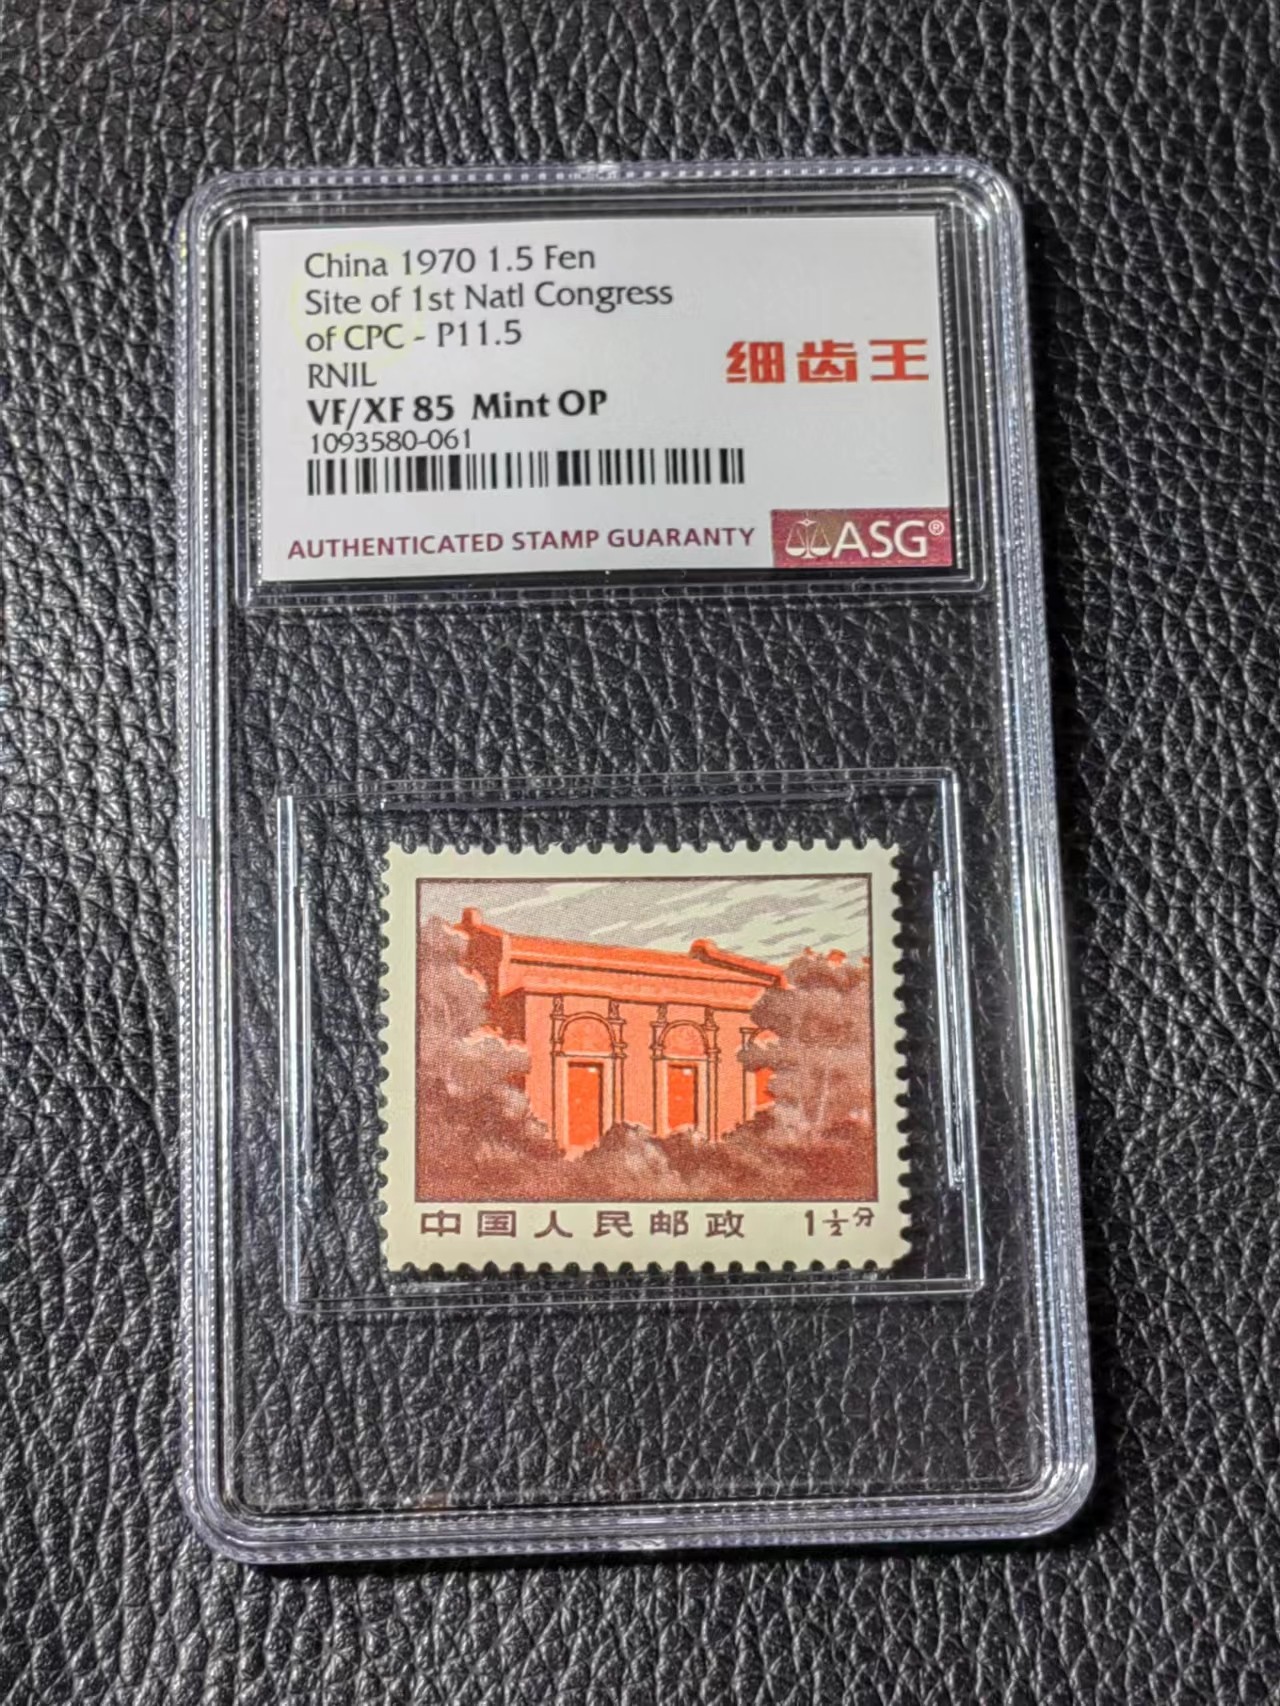 China 1970 1.5 Fen
Site of 1st Natl Congress
of CPC - P11.5
细齿王
RNIL
VF/XF 85 Mint OP
1093580-061
AUTHENTICATED STAMP GUARANTY
ASG®
中国人民邮政 1½分